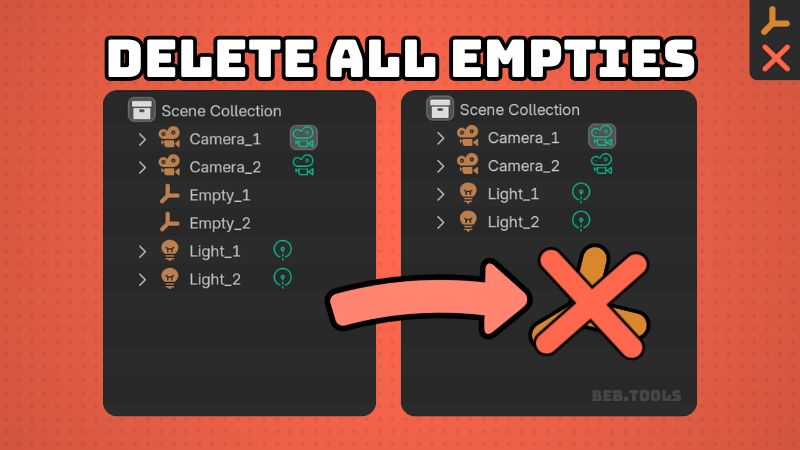 DELETE ALL EMPTIES
Scene Collection
Camera_1
Camera_2
Empty_1
Empty_2
Light_1
Light_2
Scene Collection
Camera_1
Camera_2
Light_1
Light_2
BEB.TOOLS